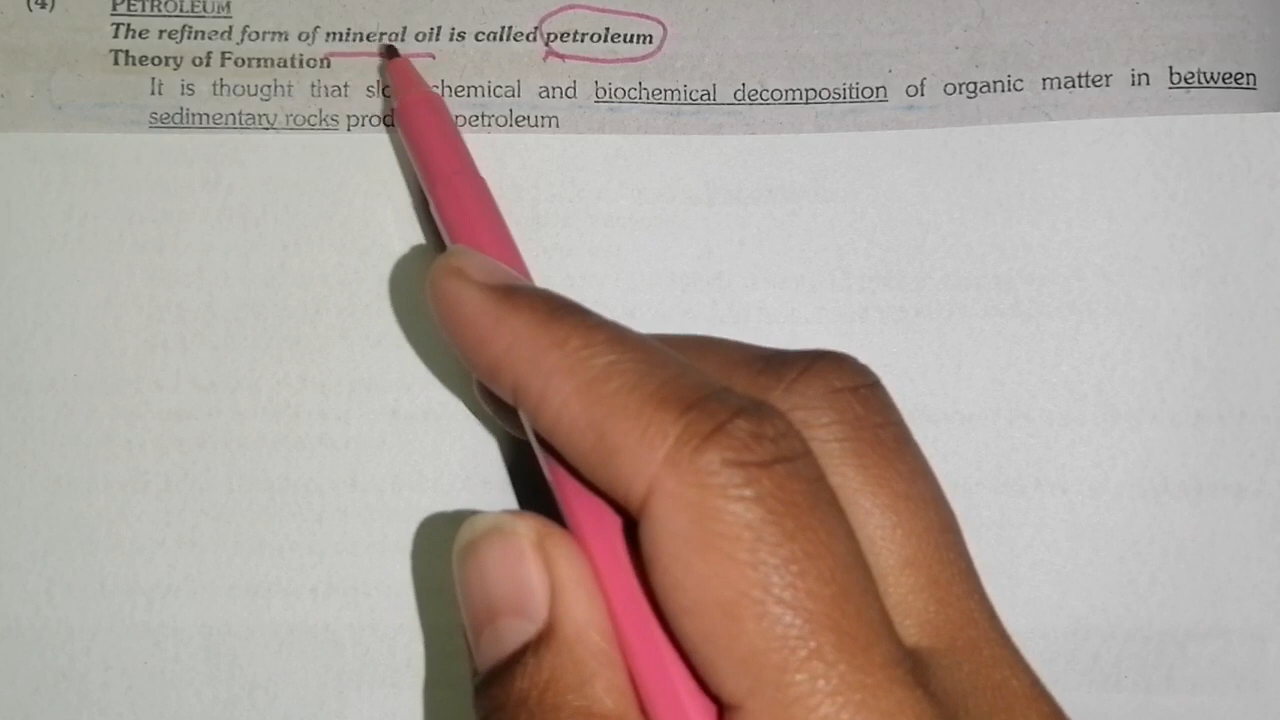 (4) PETROLEUM
The refined form of mineral oil is called petroleum
Theory of Formation
It is thought that chemical and biochemical decomposition of organic matter in between
sedimentary rocks petroleum